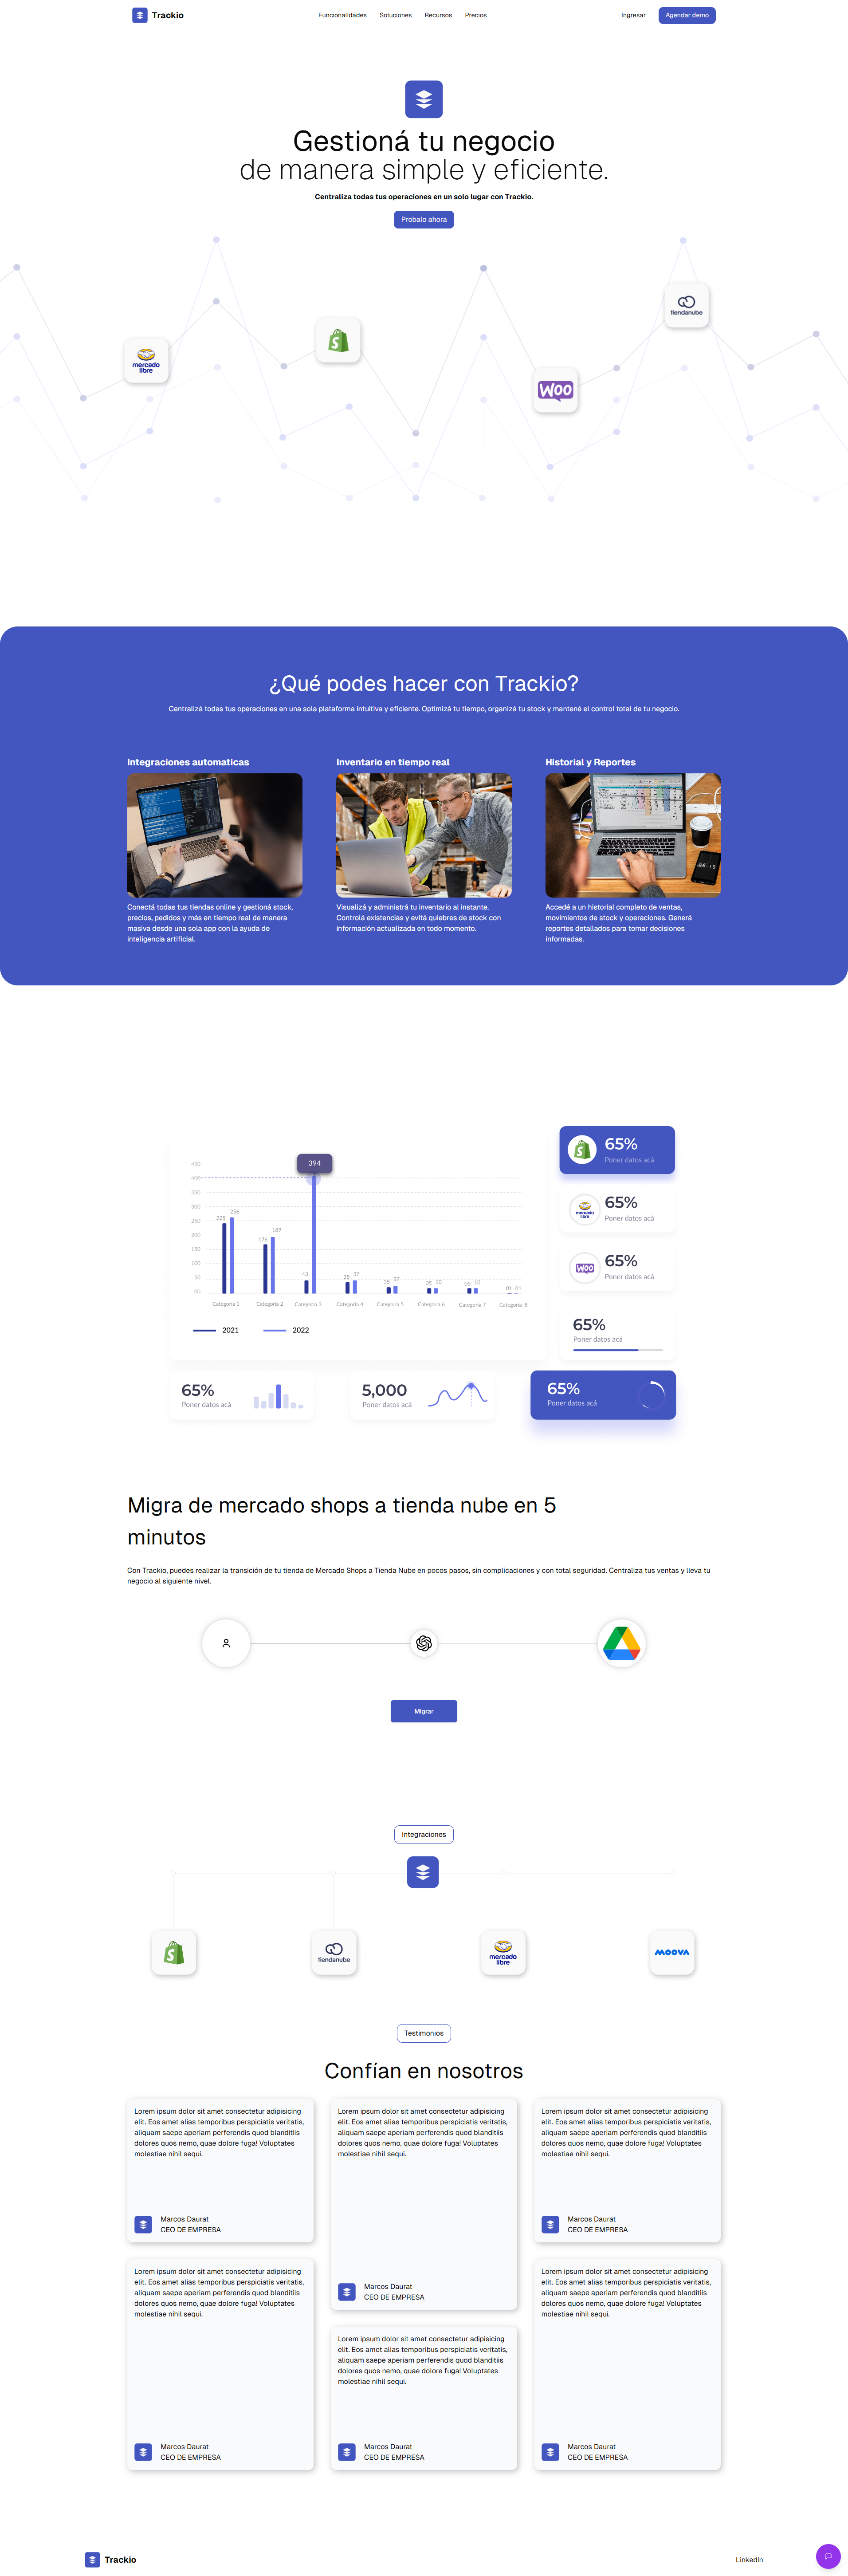 Trackio
Funcionalidades
Soluciones
Recursos
Precios
Ingresar
Agendar demo
Gestioná tu negocio
de manera simple y eficiente.
Centraliza todas tus operaciones en un solo lugar con Trackio.
Probalo ahora
tiendanube
mercado
libre
WOO
¿Qué podes hacer con Trackio?
Centralizá todas tus operaciones en una sola plataforma intuitiva y eficiente. Optimizá tu tiempo, organizá tu stock y mantené el control total de tu negocio.
Integraciones automaticas
Conectá todas tus tiendas online y gestioná stock,
precios, pedidos y más en tiempo real de manera
masiva desde una sola app con la ayuda de
inteligencia artificial.
Inventario en tiempo real
Visualizá y administrá tu inventario al instante.
Controlá existencias y evitá quiebres de stock con
información actualizada en todo momento.
Historial y Reportes
Accedé a un historial completo de ventas,
movimientos de stock y operaciones. Generá
reportes detallados para tomar decisiones
informadas.
394
450
400
350
300
250
200
150
100
50
00
221
256
176
189
43
35
37
35
37
05
10
05
10
01
01
Categoría 1
Categoría 2
Categoría 3
Categoría 4
Categoría 5
Categoría 6
Categoría 7
Categoría 8
2021
2022
65%
Poner datos acá
mercado
libre
65%
Poner datos acá
WOO
65%
Poner datos acá
65%
Poner datos acá
65%
Poner datos acá
5,000
Poner datos acá
65%
Poner datos acá
Migra de mercado shops a tienda nube en 5
minutos
Con Trackio, puedes realizar la transición de tu tienda de Mercado Shops a Tienda Nube en pocos pasos, sin complicaciones y con total seguridad. Centraliza tus ventas y lleva tu
negocio al siguiente nivel.
Migrar
Integraciones
tiendanube
mercado
libre
MOOVA
Testimonios
Confían en nosotros
Lorem ipsum dolor sit amet consectetur adipisicing
elit. Eos amet alias temporibus perspiciatis veritatis,
aliquam saepe aperiam perferendis quod blanditiis
dolores quos nemo, quae dolore fuga! Voluptates
molestiae nihil sequi.
Marcos Daurat
CEO DE EMPRESA
Lorem ipsum dolor sit amet consectetur adipisicing
elit. Eos amet alias temporibus perspiciatis veritatis,
aliquam saepe aperiam perferendis quod blanditiis
dolores quos nemo, quae dolore fuga! Voluptates
molestiae nihil sequi.
Marcos Daurat
CEO DE EMPRESA
Lorem ipsum dolor sit amet consectetur adipisicing
elit. Eos amet alias temporibus perspiciatis veritatis,
aliquam saepe aperiam perferendis quod blanditiis
dolores quos nemo, quae dolore fuga! Voluptates
molestiae nihil sequi.
Marcos Daurat
CEO DE EMPRESA
Lorem ipsum dolor sit amet consectetur adipisicing
elit. Eos amet alias temporibus perspiciatis veritatis,
aliquam saepe aperiam perferendis quod blanditiis
dolores quos nemo, quae dolore fuga! Voluptates
molestiae nihil sequi.
Marcos Daurat
CEO DE EMPRESA
Lorem ipsum dolor sit amet consectetur adipisicing
elit. Eos amet alias temporibus perspiciatis veritatis,
aliquam saepe aperiam perferendis quod blanditiis
dolores quos nemo, quae dolore fuga! Voluptates
molestiae nihil sequi.
Marcos Daurat
CEO DE EMPRESA
Lorem ipsum dolor sit amet consectetur adipisicing
elit. Eos amet alias temporibus perspiciatis veritatis,
aliquam saepe aperiam perferendis quod blanditiis
dolores quos nemo, quae dolore fuga! Voluptates
molestiae nihil sequi.
Marcos Daurat
CEO DE EMPRESA
Trackio
LinkedIn